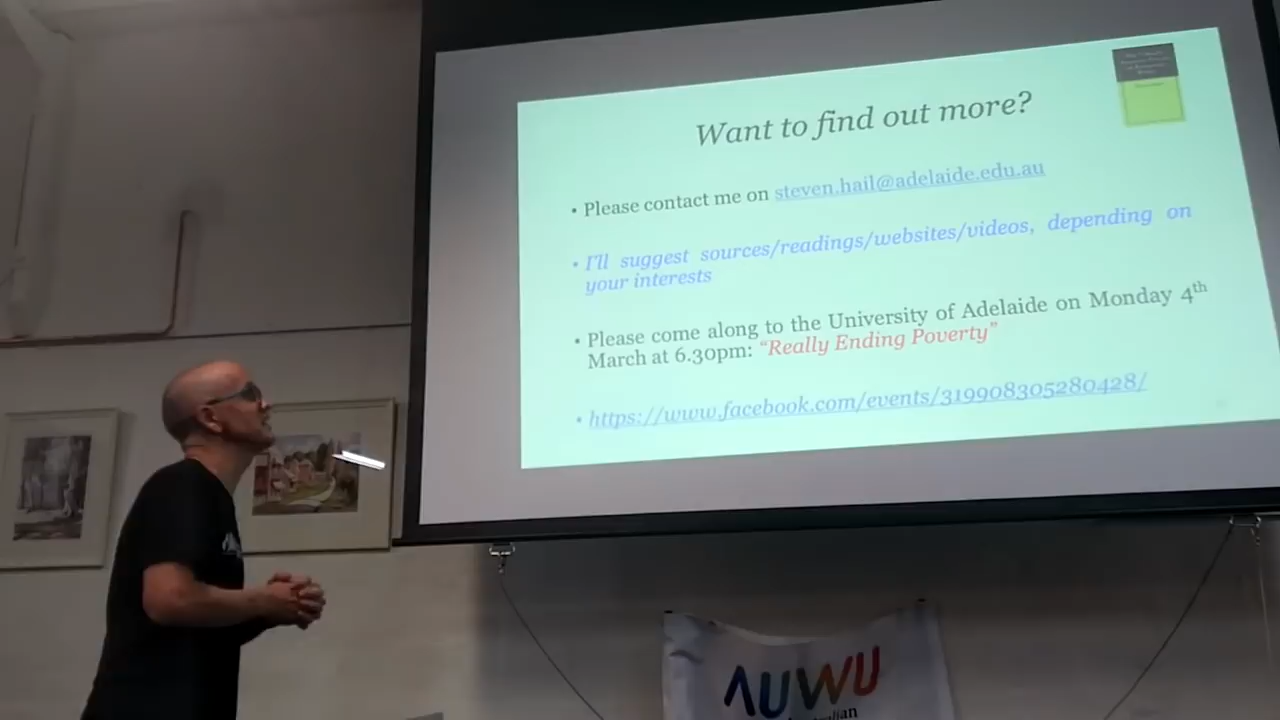 Want to find out more?
• Please contact me on steven.hail@adelaide.edu.au
• I'll suggest sources/readings/websites/videos, depending on
your interests
• Please come along to the University of Adelaide on Monday 4th
March at 6.30pm: “Really Ending Poverty”
• https://www.facebook.com/events/319908305280428/
AUWU